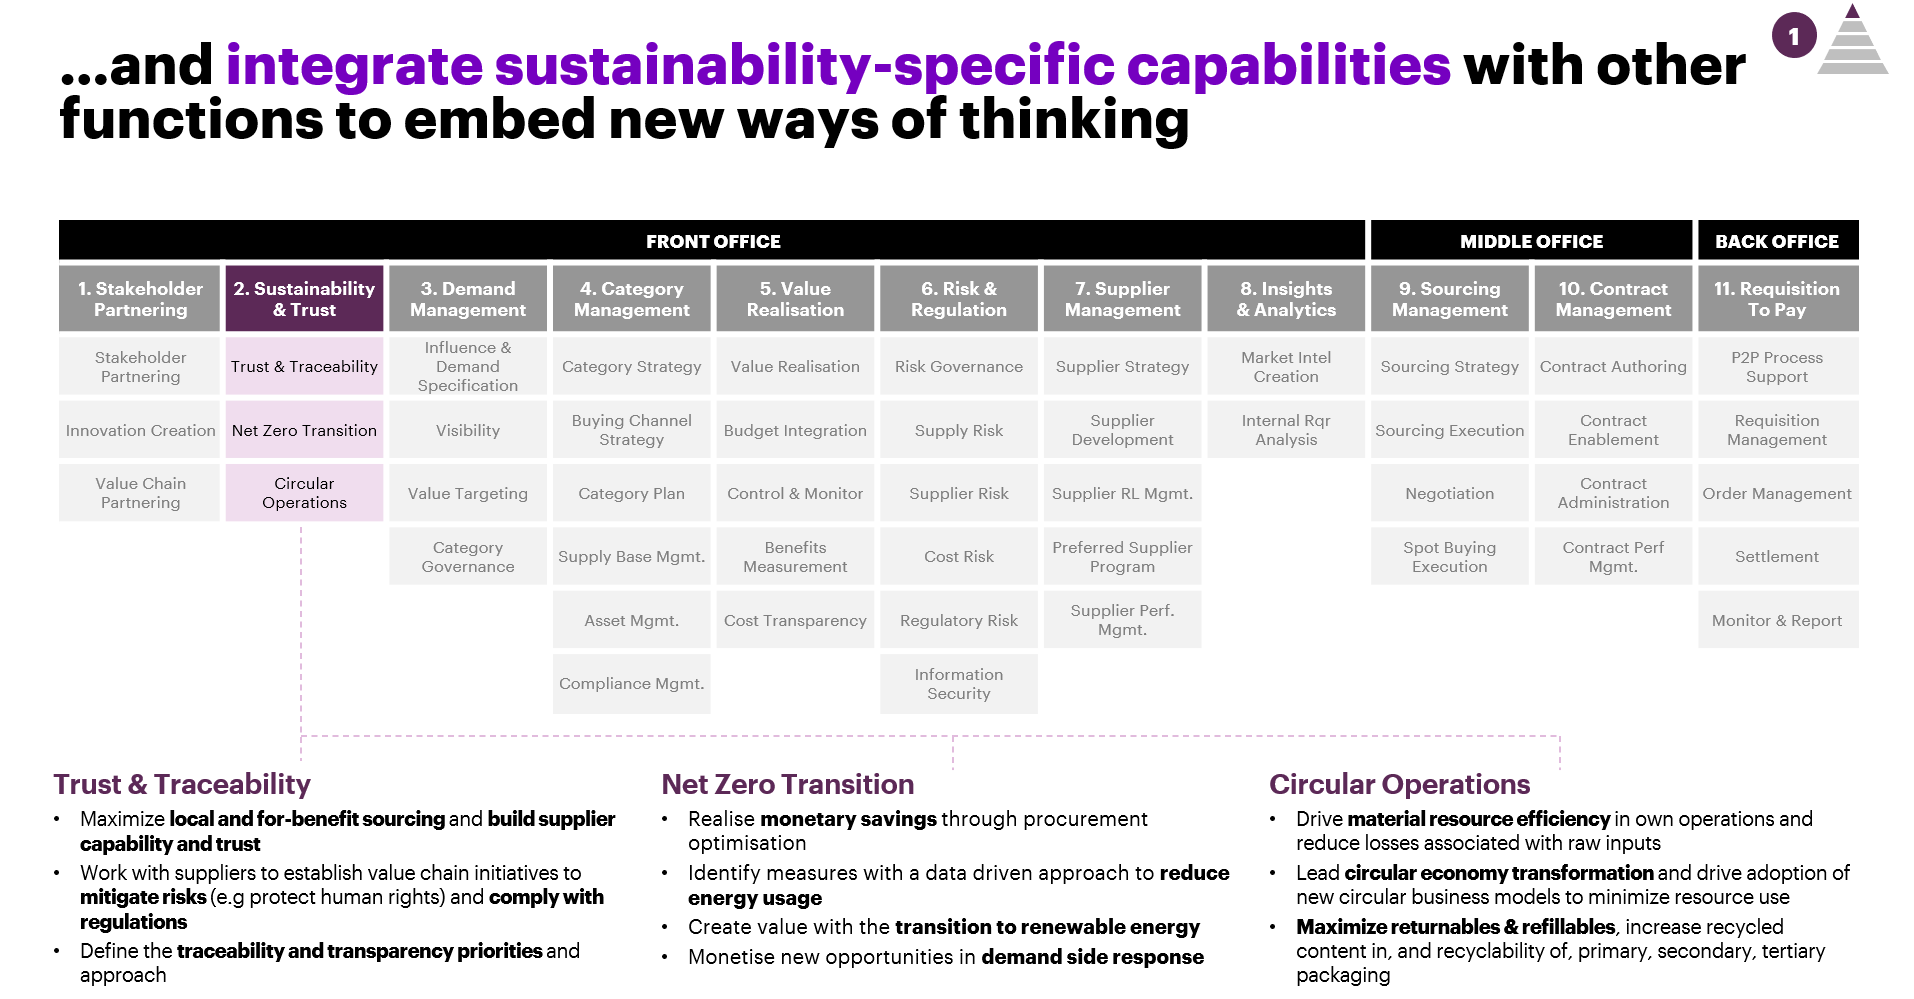 1
...and integrate sustainability-specific capabilities with other
functions to embed new ways of thinking
FRONT OFFICE
MIDDLE OFFICE
BACK OFFICE
1. Stakeholder
Partnering
2. Sustainability
& Trust
3. Demand
Management
4. Category
Management
5. Value
Realisation
6. Risk &
Regulation
7. Supplier
Management
8. Insights
& Analytics
9. Sourcing
Management
10. Contract
Management
11. Requisition
To Pay
Stakeholder
Partnering
Trust & Traceability
Influence &
Demand
Specification
Category Strategy
Value Realisation
Risk Governance
Supplier Strategy
Market Intel
Creation
Sourcing Strategy
Contract Authoring
P2P Process
Support
Innovation Creation
Net Zero Transition
Visibility
Buying Channel
Strategy
Budget Integration
Supply Risk
Supplier
Development
Internal Rqr
Analysis
Sourcing Execution
Contract
Enablement
Requisition
Management
Value Chain
Partnering
Circular
Operations
Value Targeting
Category Plan
Control & Monitor
Supplier Risk
Supplier RL Mgmt.
Negotiation
Contract
Administration
Order Management
Category
Governance
Supply Base Mgmt.
Benefits
Measurement
Cost Risk
Preferred Supplier
Program
Spot Buying
Execution
Contract Perf
Mgmt.
Settlement
Asset Mgmt.
Cost Transparency
Regulatory Risk
Supplier Perf.
Mgmt.
Monitor & Report
Compliance Mgmt.
Information
Security
Trust & Traceability
• Maximize local and for-benefit sourcing and build supplier
capability and trust
• Work with suppliers to establish value chain initiatives to
mitigate risks (e.g protect human rights) and comply with
regulations
• Define the traceability and transparency priorities and
approach
Net Zero Transition
• Realise monetary savings through procurement
optimisation
• Identify measures with a data driven approach to reduce
energy usage
• Create value with the transition to renewable energy
• Monetise new opportunities in demand side response
Circular Operations
• Drive material resource efficiency in own operations and
reduce losses associated with raw inputs
• Lead circular economy transformation and drive adoption of
new circular business models to minimize resource use
• Maximize returnables & refillables, increase recycled
content in, and recyclability of, primary, secondary, tertiary
packaging